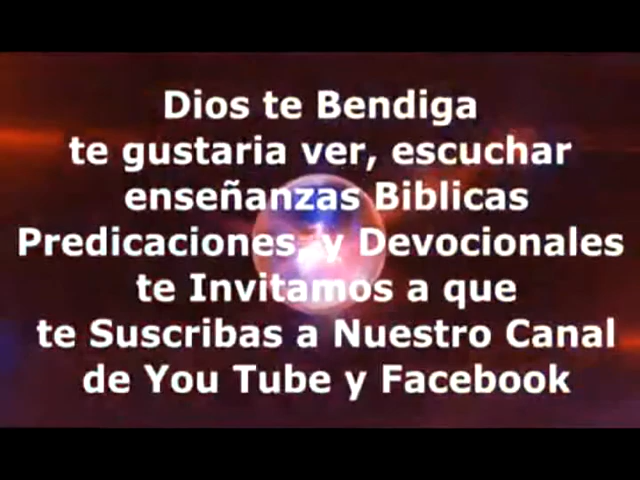 Dios te Bendiga
te gustaria ver, escuchar
enseñanzas Biblicas
Predicaciones, y Devocionales
te Invitamos a que
te Suscribas a Nuestro Canal
de You Tube y Facebook